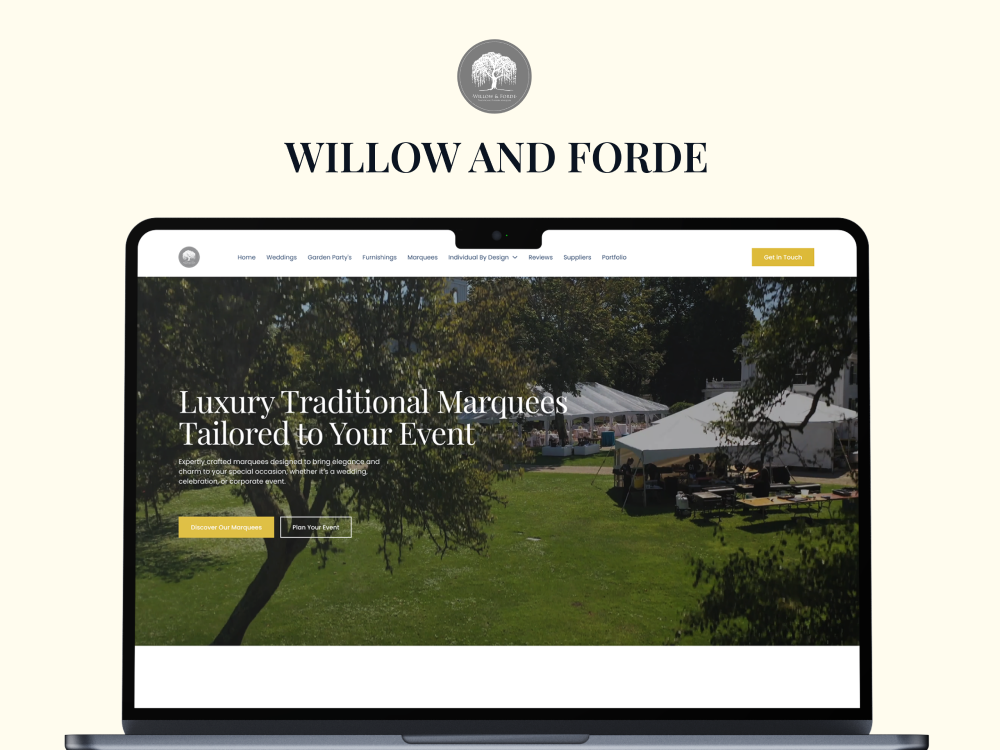 WILLOW & FORDE
WILLOW AND FORDE
Home Weddings Garden Party's Furnishings Marquees Individual By Design Reviews Suppliers Portfolio Get In Touch
Luxury Traditional Marquees
Tailored to Your Event
Expertly crafted marquees designed to bring elegance and
charm to your special occasion, whether it's a wedding,
celebration, or corporate event.
Discover Our Marquees Plan Your Event